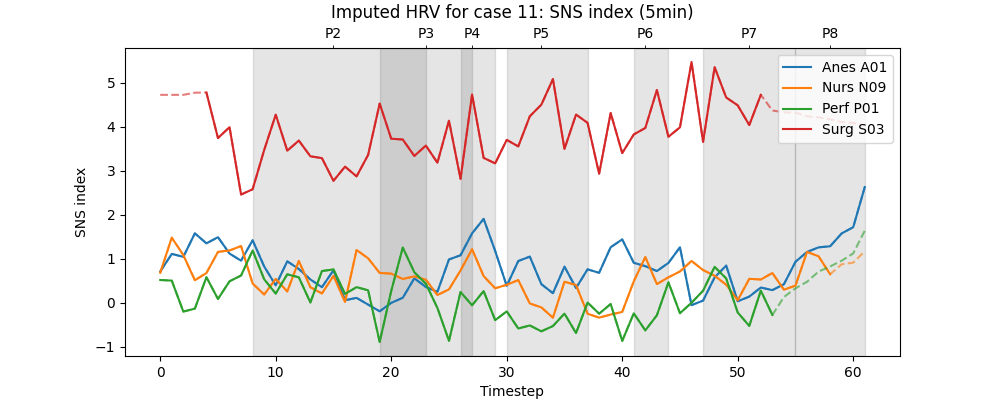 Imputed HRV for case 11: SNS index (5min)
P2 P3 P4 P5 P6 P7 P8
5
4
3
2
1
0
−1
SNS index
Anes A01
Nurs N09
Perf P01
Surg S03
0 10 20 30 40 50 60
Timestep